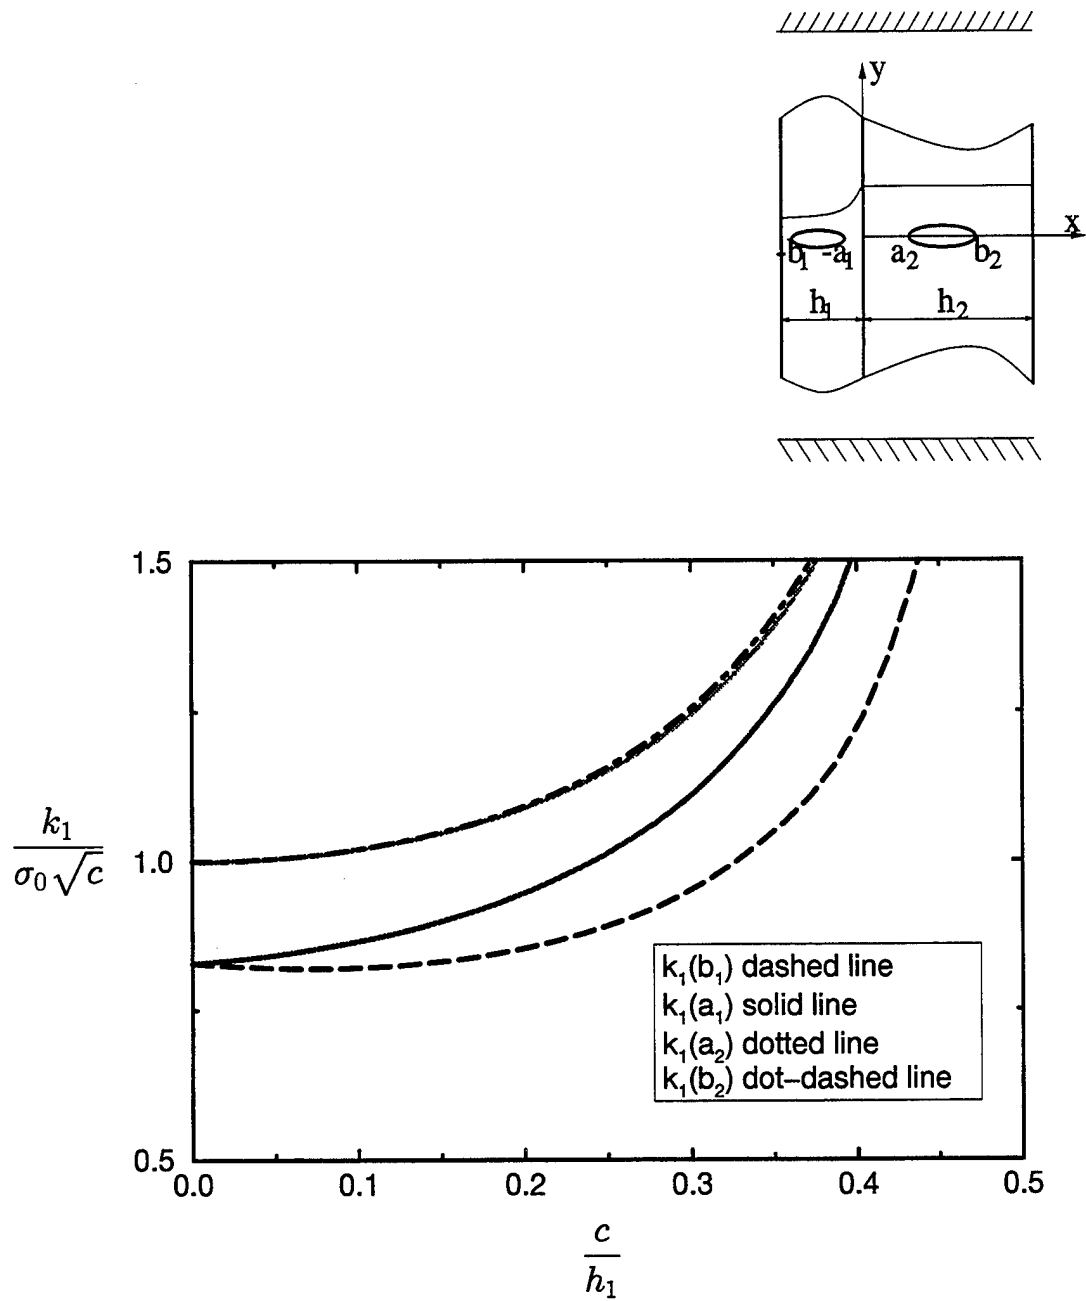 y
x
-b₁ -a₁ a₂ b₂
h₁ h₂
1.5
1.0
0.5
k₁
σ₀√c
k₁(b₁) dashed line
k₁(a₁) solid line
k₁(a₂) dotted line
k₁(b₂) dot–dashed line
0.0 0.1 0.2 0.3 0.4 0.5
c
h₁